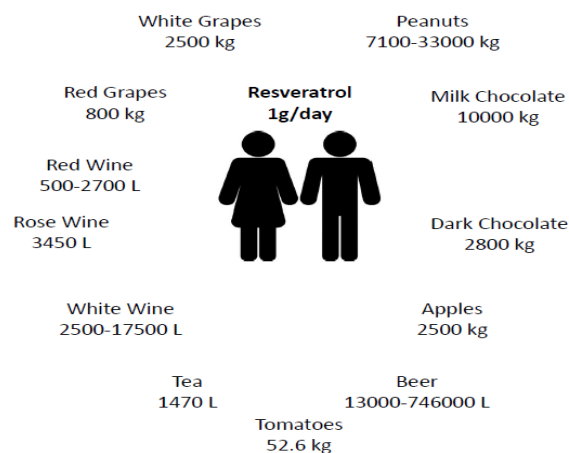 White Grapes
2500 kg
Peanuts
7100-33000 kg
Red Grapes
800 kg
Resveratrol
1g/day
Milk Chocolate
10000 kg
Red Wine
500-2700 L
Rose Wine
3450 L
Dark Chocolate
2800 kg
White Wine
2500-17500 L
Apples
2500 kg
Tea
1470 L
Beer
13000-746000 L
Tomatoes
52.6 kg